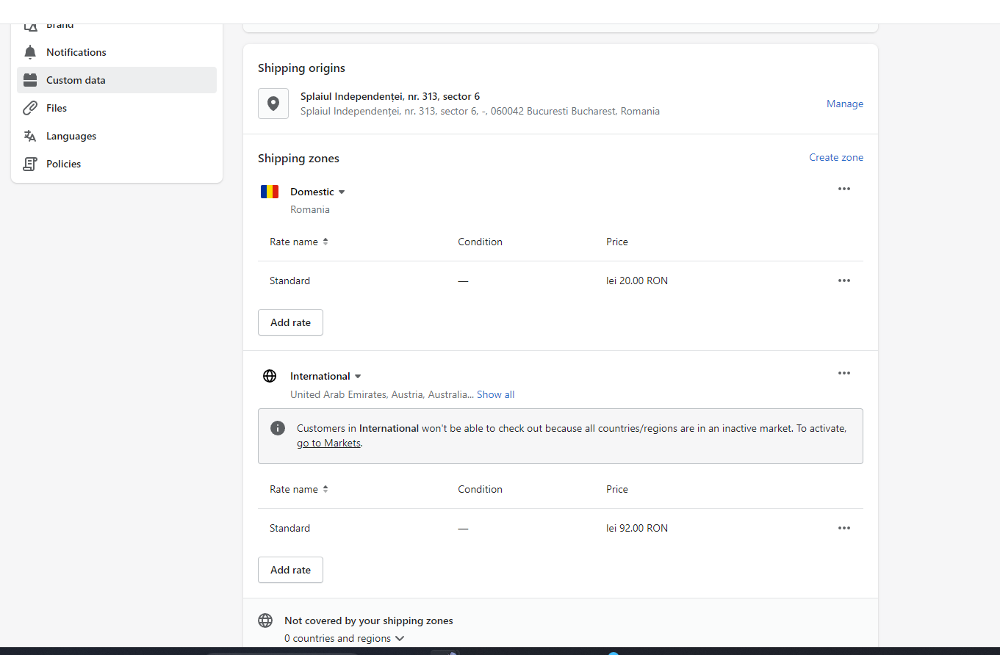 Brand
Notifications
Custom data
Files
Languages
Policies
Shipping origins
Splaiul Independenței, nr. 313, sector 6
Splaiul Independenței, nr. 313, sector 6, -, 060042 Bucuresti Bucharest, Romania
Manage
Shipping zones
Create zone
Domestic
Romania
Rate name Condition Price
Standard — lei 20.00 RON
Add rate
International
United Arab Emirates, Austria, Australia... Show all
Customers in International won't be able to check out because all countries/regions are in an inactive market. To activate,
go to Markets.
Rate name Condition Price
Standard — lei 92.00 RON
Add rate
Not covered by your shipping zones
0 countries and regions